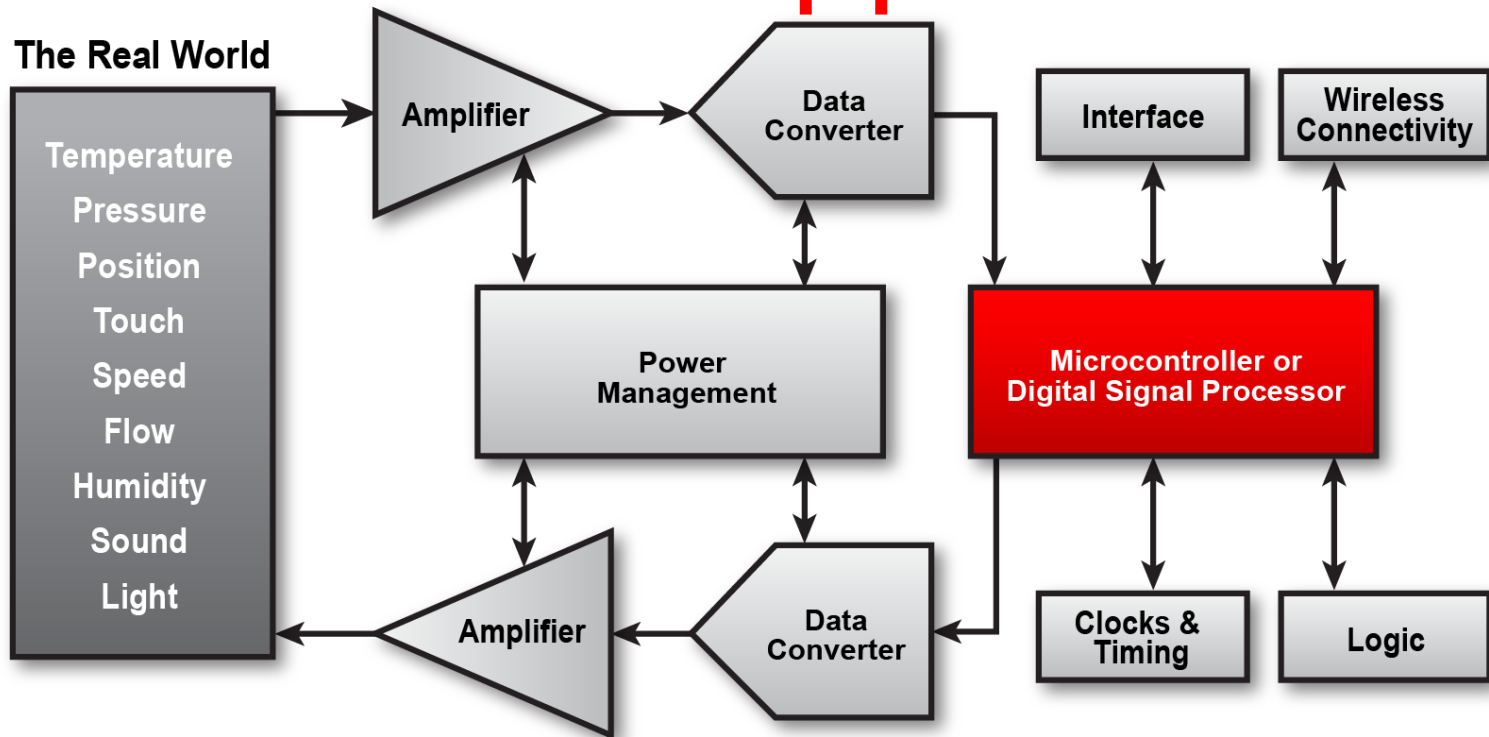 The Real World
Temperature
Pressure
Position
Touch
Speed
Flow
Humidity
Sound
Light
Amplifier
Data
Converter
Interface
Wireless
Connectivity
Power
Management
Microcontroller or
Digital Signal Processor
Amplifier
Data
Converter
Clocks &
Timing
Logic